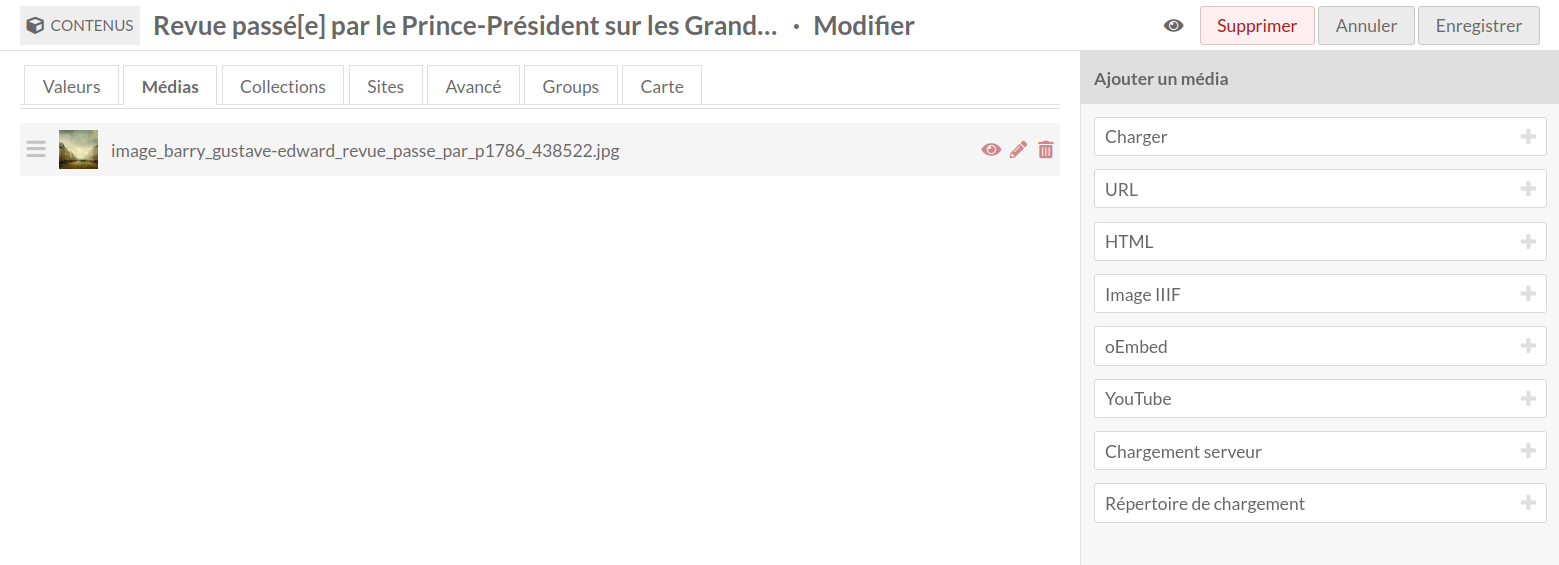 CONTENUS Revue passé[e] par le Prince-Président sur les Grand... · Modifier Supprimer Annuler Enregistrer
Valeurs Médias Collections Sites Avancé Groups Carte
image_barry_gustave-edward_revue_passe_par_p1786_438522.jpg
Ajouter un média
Charger
URL
HTML
Image IIIF
oEmbed
YouTube
Chargement serveur
Répertoire de chargement